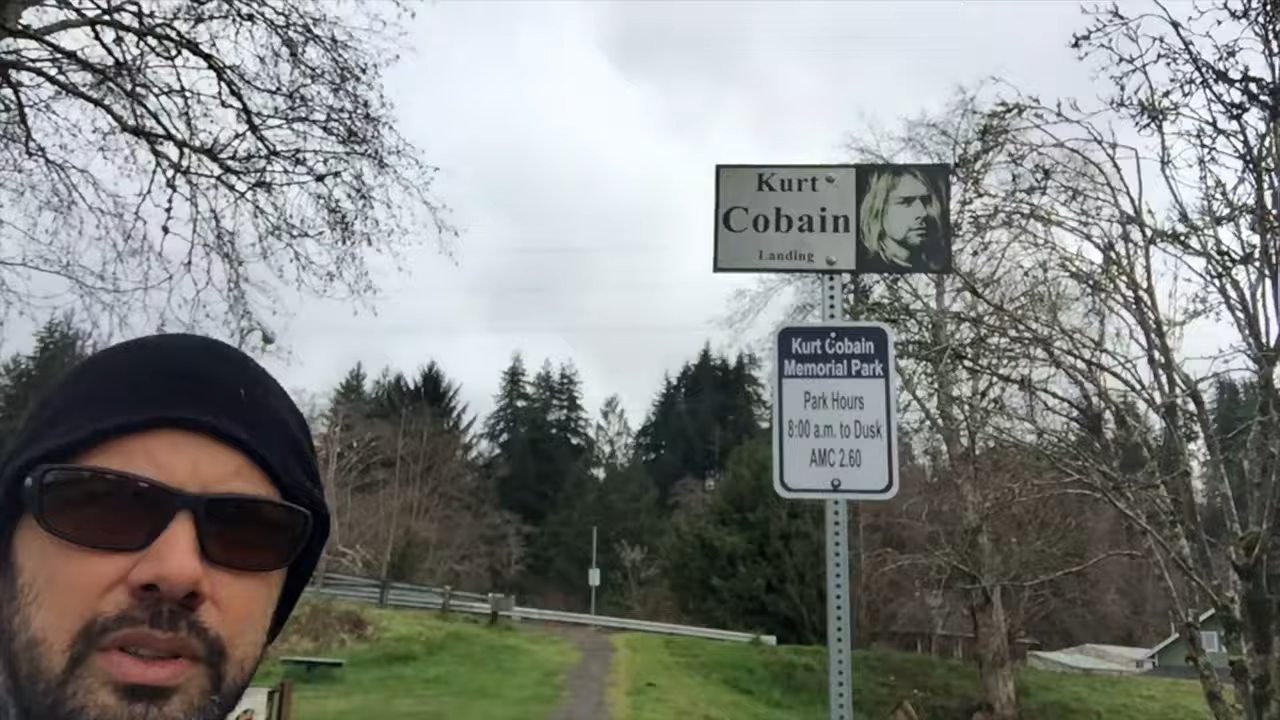 Kurt
Cobain
Landing
Kurt Cobain
Memorial Park
Park Hours
8:00 a.m. to Dusk
AMC 2.60